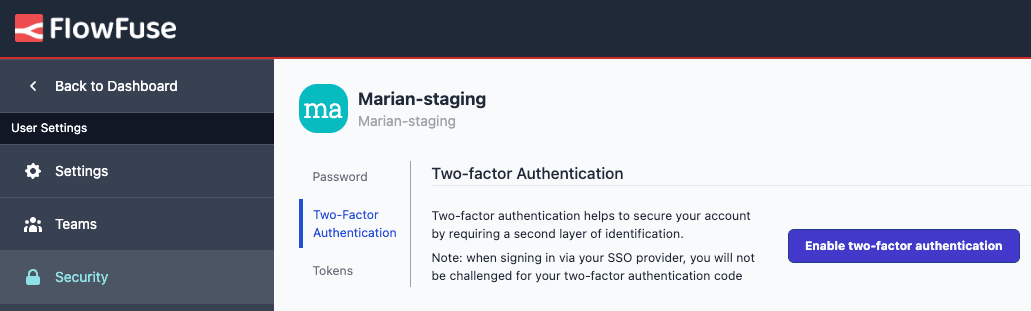 FlowFuse
Back to Dashboard
User Settings
Settings
Teams
Security
ma
Marian-staging
Marian-staging
Password
Two-Factor
Authentication
Tokens
Two-factor Authentication
Two-factor authentication helps to secure your account
by requiring a second layer of identification.
Note: when signing in via your SSO provider, you will not
be challenged for your two-factor authentication code
Enable two-factor authentication